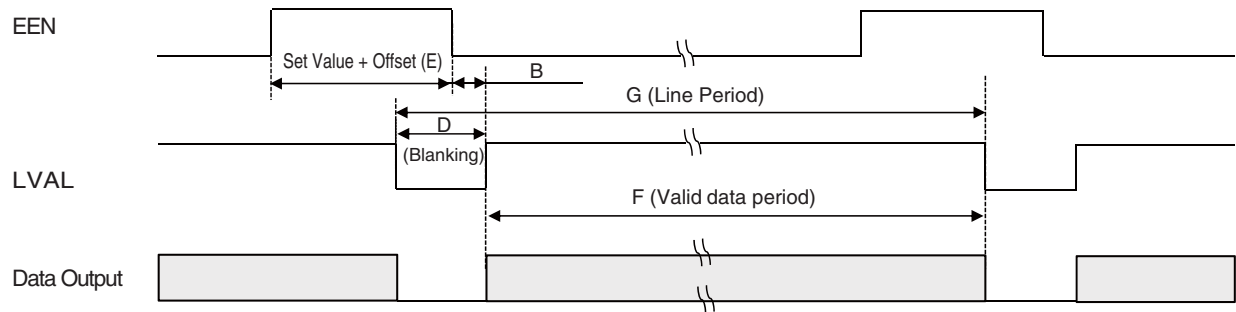 EEN
Set Value + Offset (E)
B
G (Line Period)
D
(Blanking)
LVAL
F (Valid data period)
Data Output